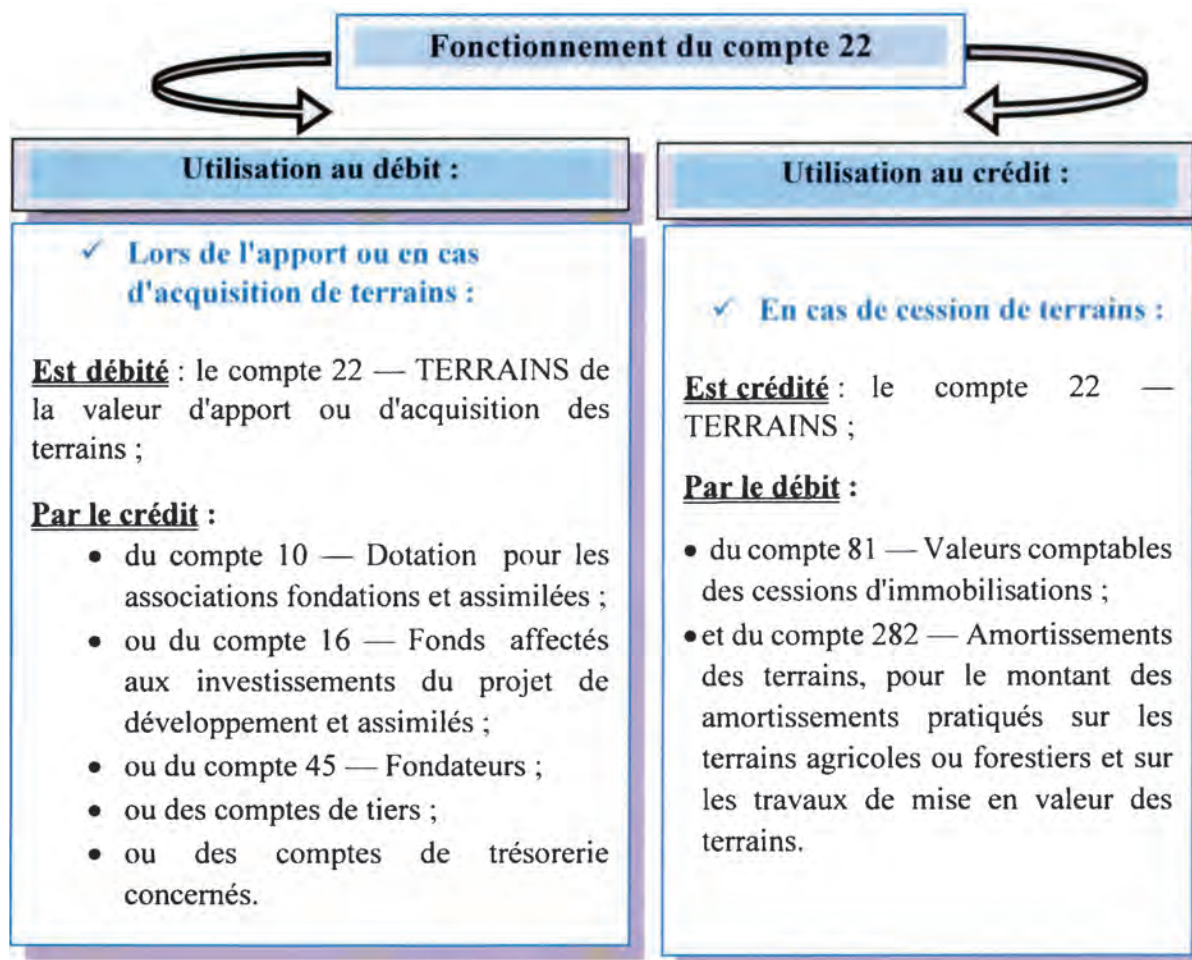 Fonctionnement du compte 22
Utilisation au débit :
✓ Lors de l'apport ou en cas
d'acquisition de terrains :
Est débité : le compte 22 — TERRAINS de
la valeur d'apport ou d'acquisition des
terrains ;
Par le crédit :
• du compte 10 — Dotation pour les
associations fondations et assimilées ;
• ou du compte 16 — Fonds affectés
aux investissements du projet de
développement et assimilés ;
• ou du compte 45 — Fondateurs ;
• ou des comptes de tiers ;
• ou des comptes de trésorerie
concernés.
Utilisation au crédit :
✓ En cas de cession de terrains :
Est crédité : le compte 22 —
TERRAINS ;
Par le débit :
• du compte 81 — Valeurs comptables
des cessions d'immobilisations ;
• et du compte 282 — Amortissements
des terrains, pour le montant des
amortissements pratiqués sur les
terrains agricoles ou forestiers et sur
les travaux de mise en valeur des
terrains.